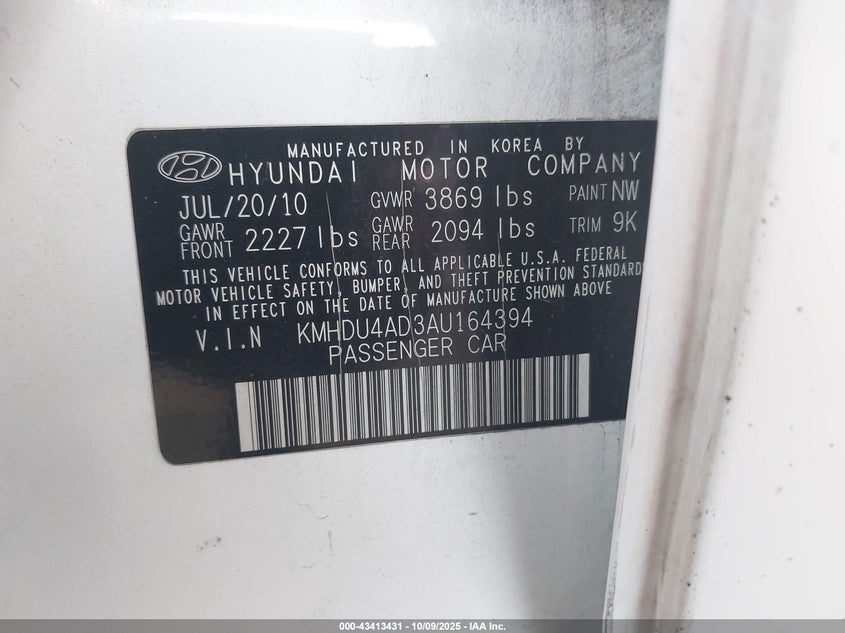 MANUFACTURED IN KOREA BY
HYUNDAI MOTOR COMPANY
JUL/20/10 GVWR 3869 lbs PAINT NW
GAWR FRONT 2227 lbs GAWR REAR 2094 lbs TRIM 9K
THIS VEHICLE CONFORMS TO ALL APPLICABLE U.S.A. FEDERAL
MOTOR VEHICLE SAFETY, BUMPER, AND THEFT PREVENTION STANDARD
IN EFFECT ON THE DATE OF MANUFACTURE SHOWN ABOVE
V.I.N KMHDU4AD3AU164394
PASSENGER CAR
000-43413431 - 10/09/2025 - IAA Inc.